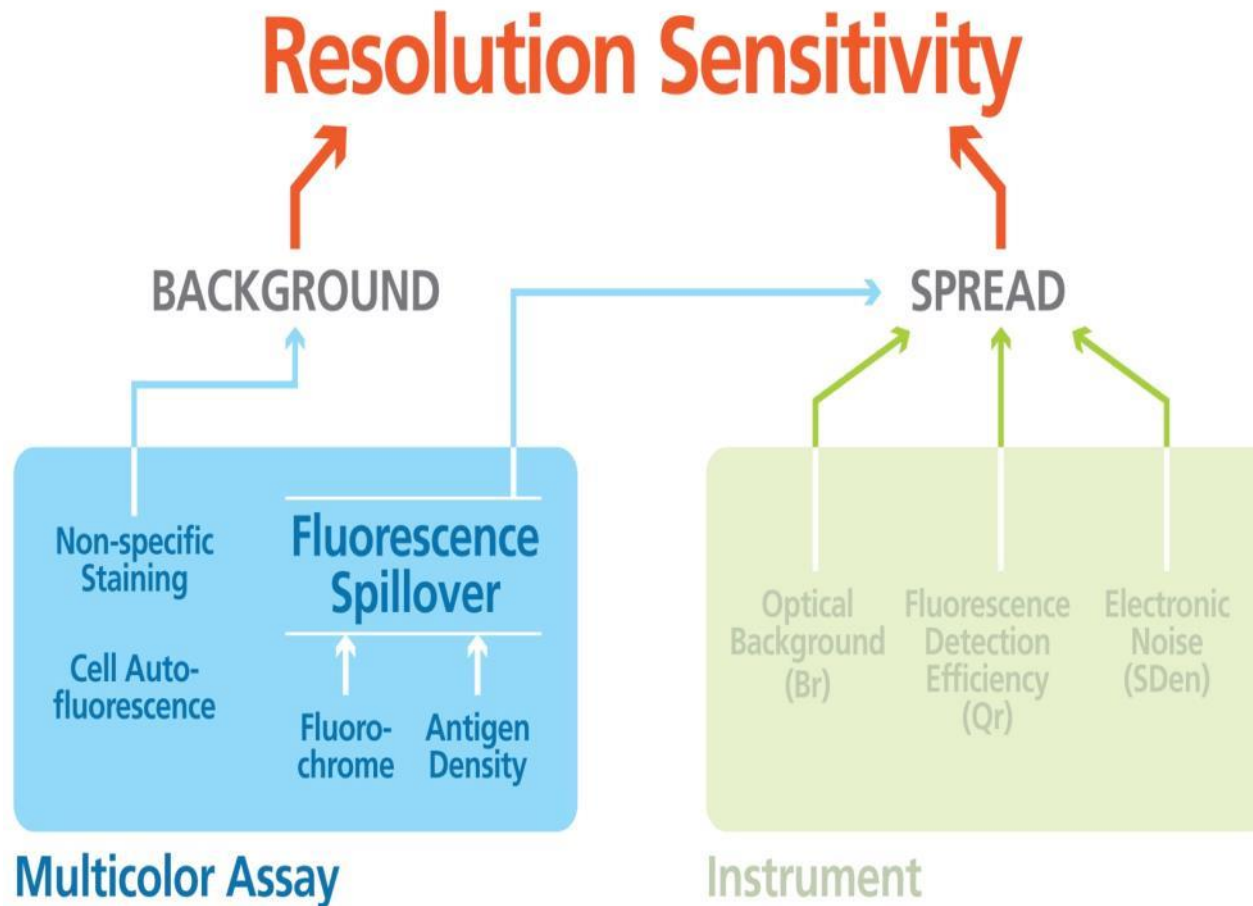 Resolution Sensitivity
BACKGROUND
SPREAD
Non-specific
Staining
Cell Auto-
fluorescence
Fluorescence
Spillover
Fluoro-
chrome
Antigen
Density
Multicolor Assay
Optical
Background
(Br)
Fluorescence
Detection
Efficiency
(Qr)
Electronic
Noise
(SDen)
Instrument